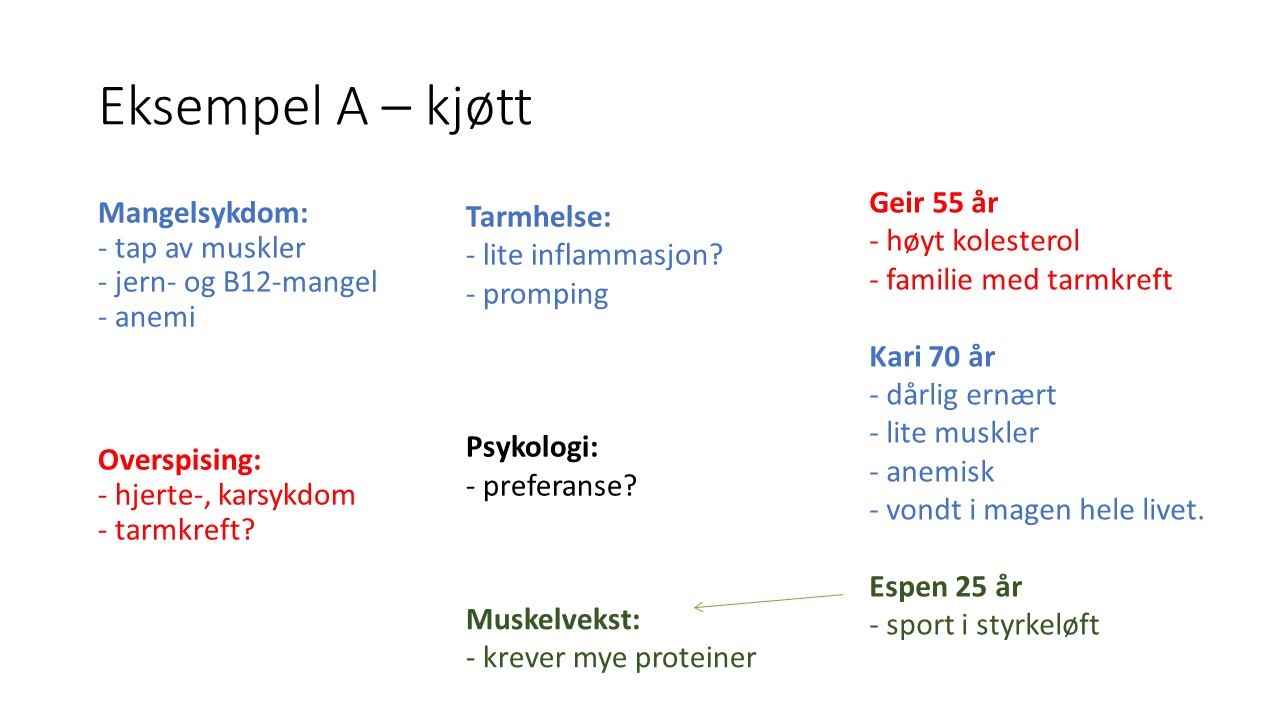 Eksempel A – kjøtt
Mangelsykdom:
- tap av muskler
- jern- og B12-mangel
- anemi
Overspising:
- hjerte-, karsykdom
- tarmkreft?
Tarmhelse:
- lite inflammasjon?
- promping
Psykologi:
- preferanse?
Muskelvekst:
- krever mye proteiner
Geir 55 år
- høyt kolesterol
- familie med tarmkreft
Kari 70 år
- dårlig ernært
- lite muskler
- anemisk
- vondt i magen hele livet.
Espen 25 år
- sport i styrkeløft